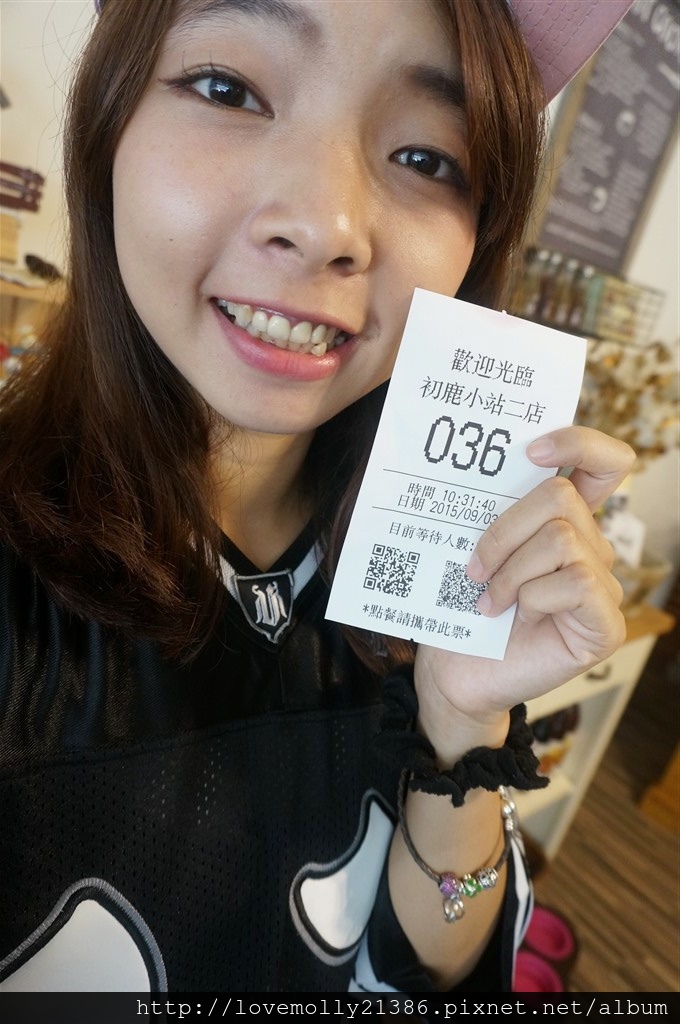 歡迎光臨
初鹿小站二店
036
時間 10:31:40
日期 2015/09/03
目前等待人數:
*點餐請攜帶此票*
http://lovemolly21386.pixnet.net/album